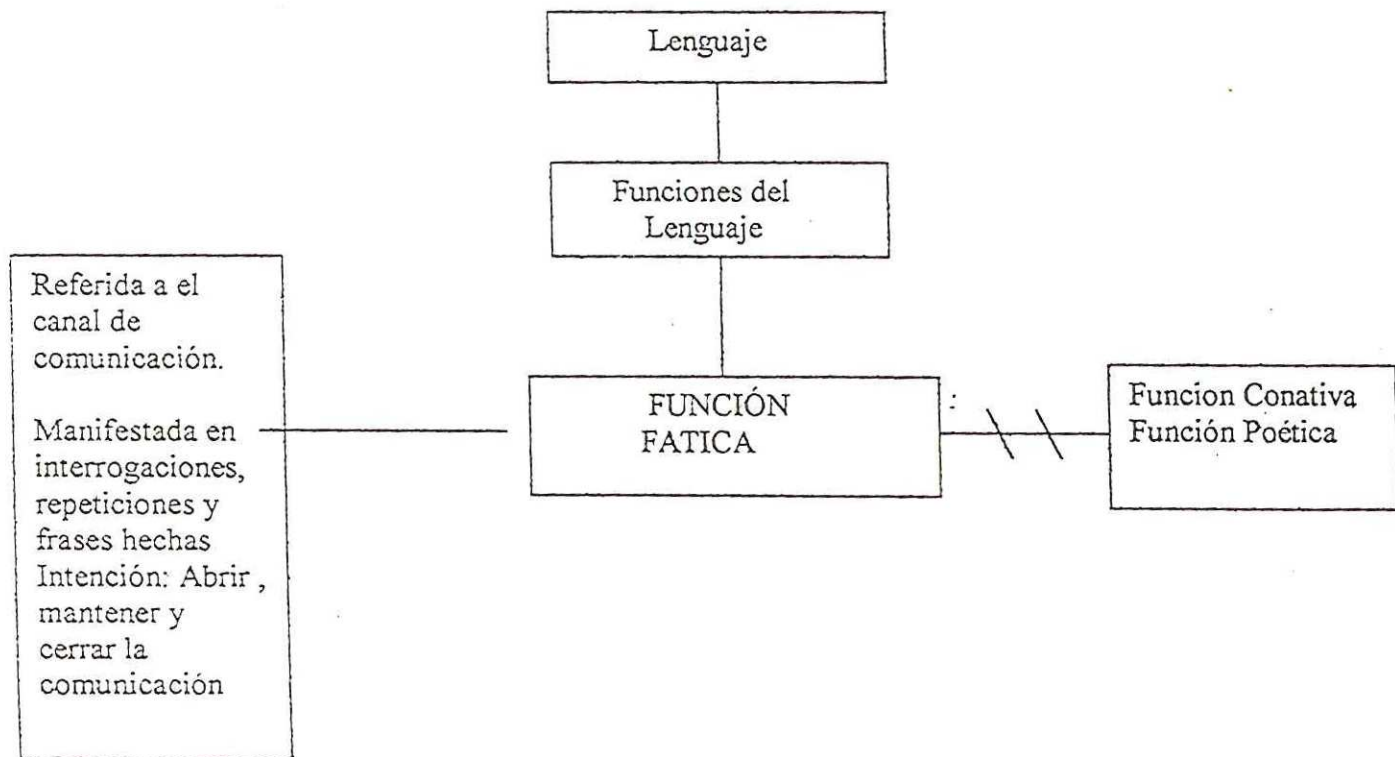 Lenguaje
Funciones del
Lenguaje
Referida a el
canal de
comunicación.
Manifestada en
interrogaciones,
repeticiones y
frases hechas
Intención: Abrir ,
mantener y
cerrar la
comunicación
FUNCIÓN
FATICA
:
Funcion Conativa
Función Poética